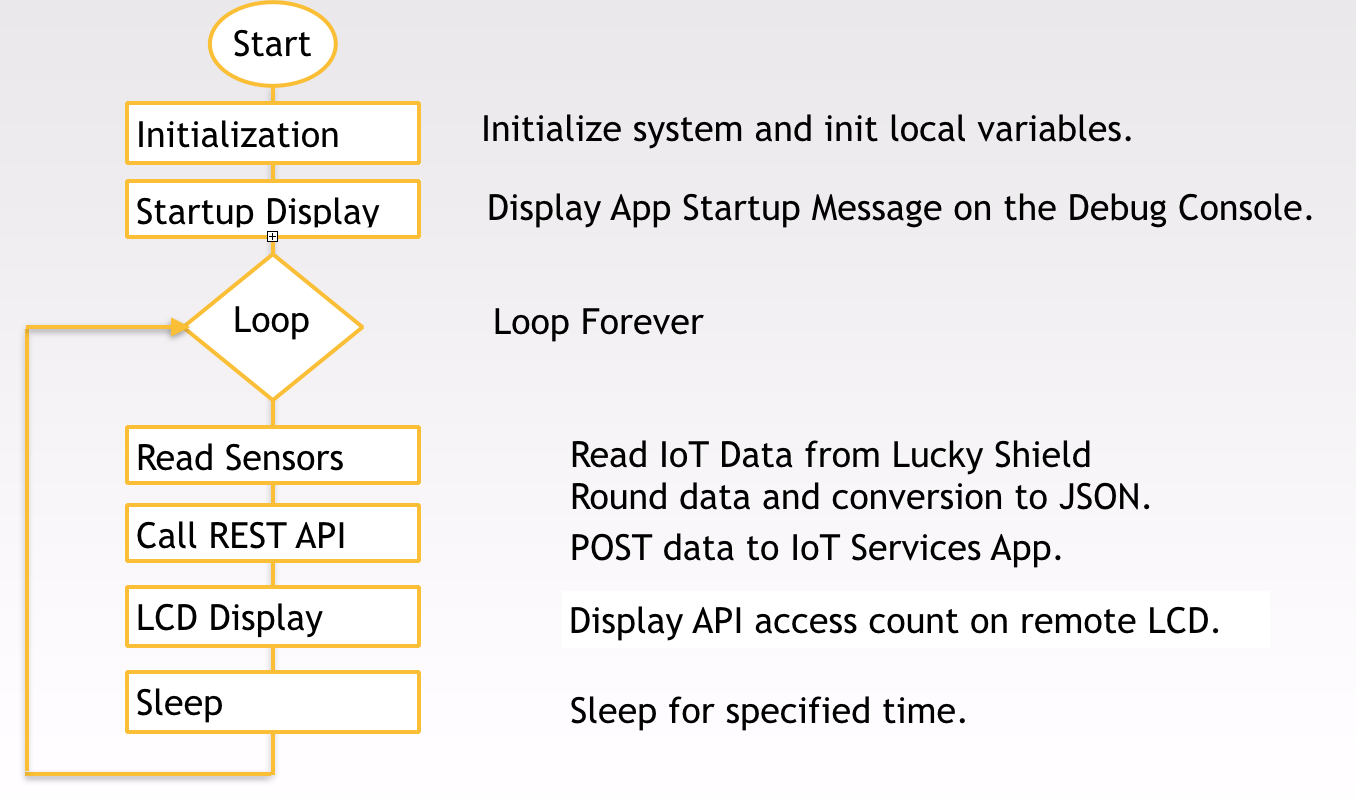 Start
Initialization
Initialize system and init local variables.
Startup Display
Display App Startup Message on the Debug Console.
Loop
Loop Forever
Read Sensors
Read IoT Data from Lucky Shield
Round data and conversion to JSON.
Call REST API
POST data to IoT Services App.
LCD Display
Display API access count on remote LCD.
Sleep
Sleep for specified time.